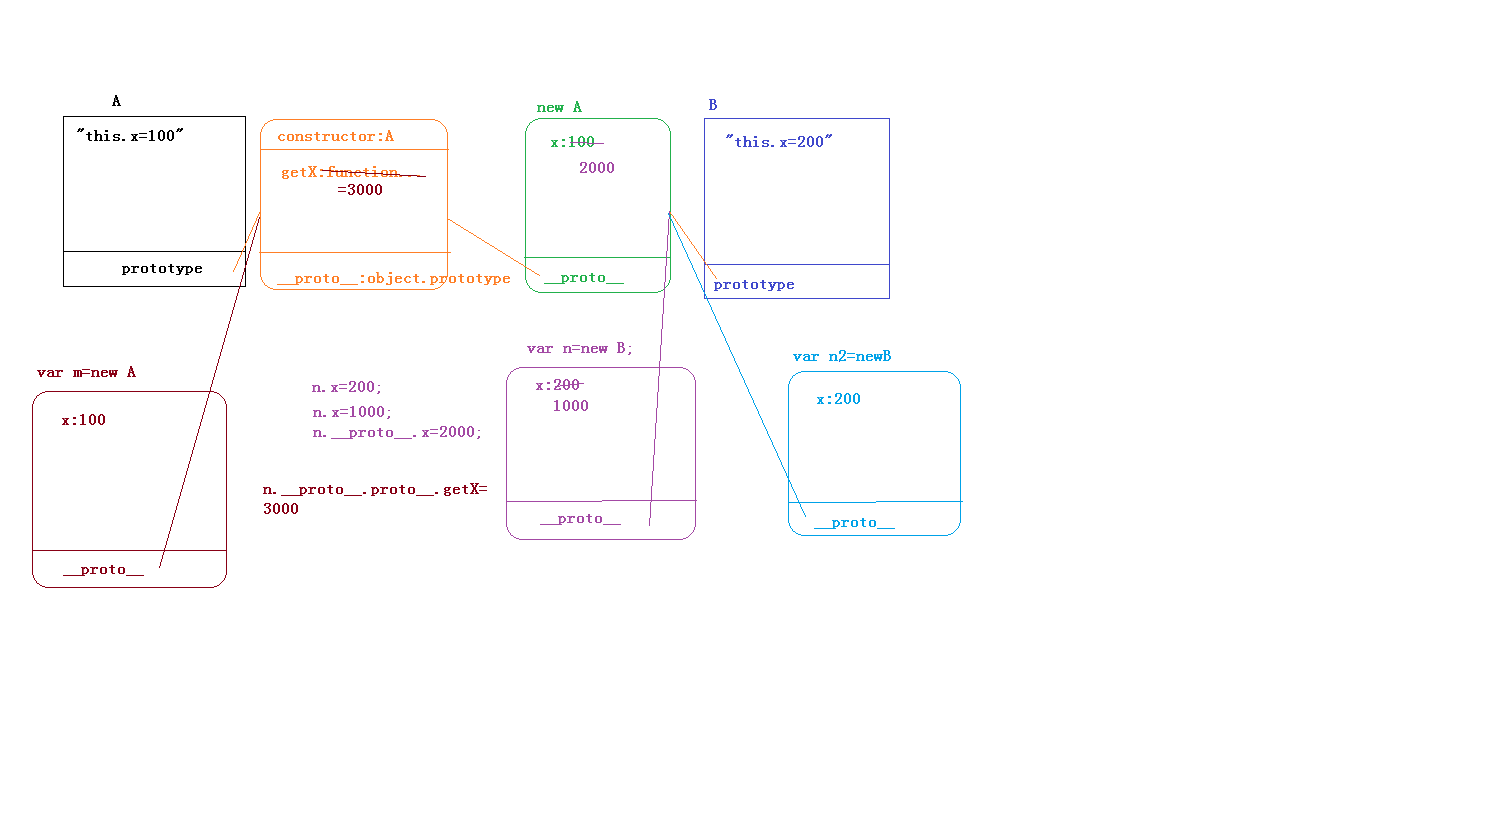 A
"this.x=100"
prototype
constructor:A
getX:function...
=3000
__proto__:object.prototype
new A
x:100
2000
__proto__
B
"this.x=200"
prototype
var m=new A
x:100
__proto__
n.x=200;
n.x=1000;
n.__proto__.x=2000;
n.__proto__.proto__.getX=
3000
var n=new B;
x:200
1000
__proto__
var n2=newB
x:200
__proto__